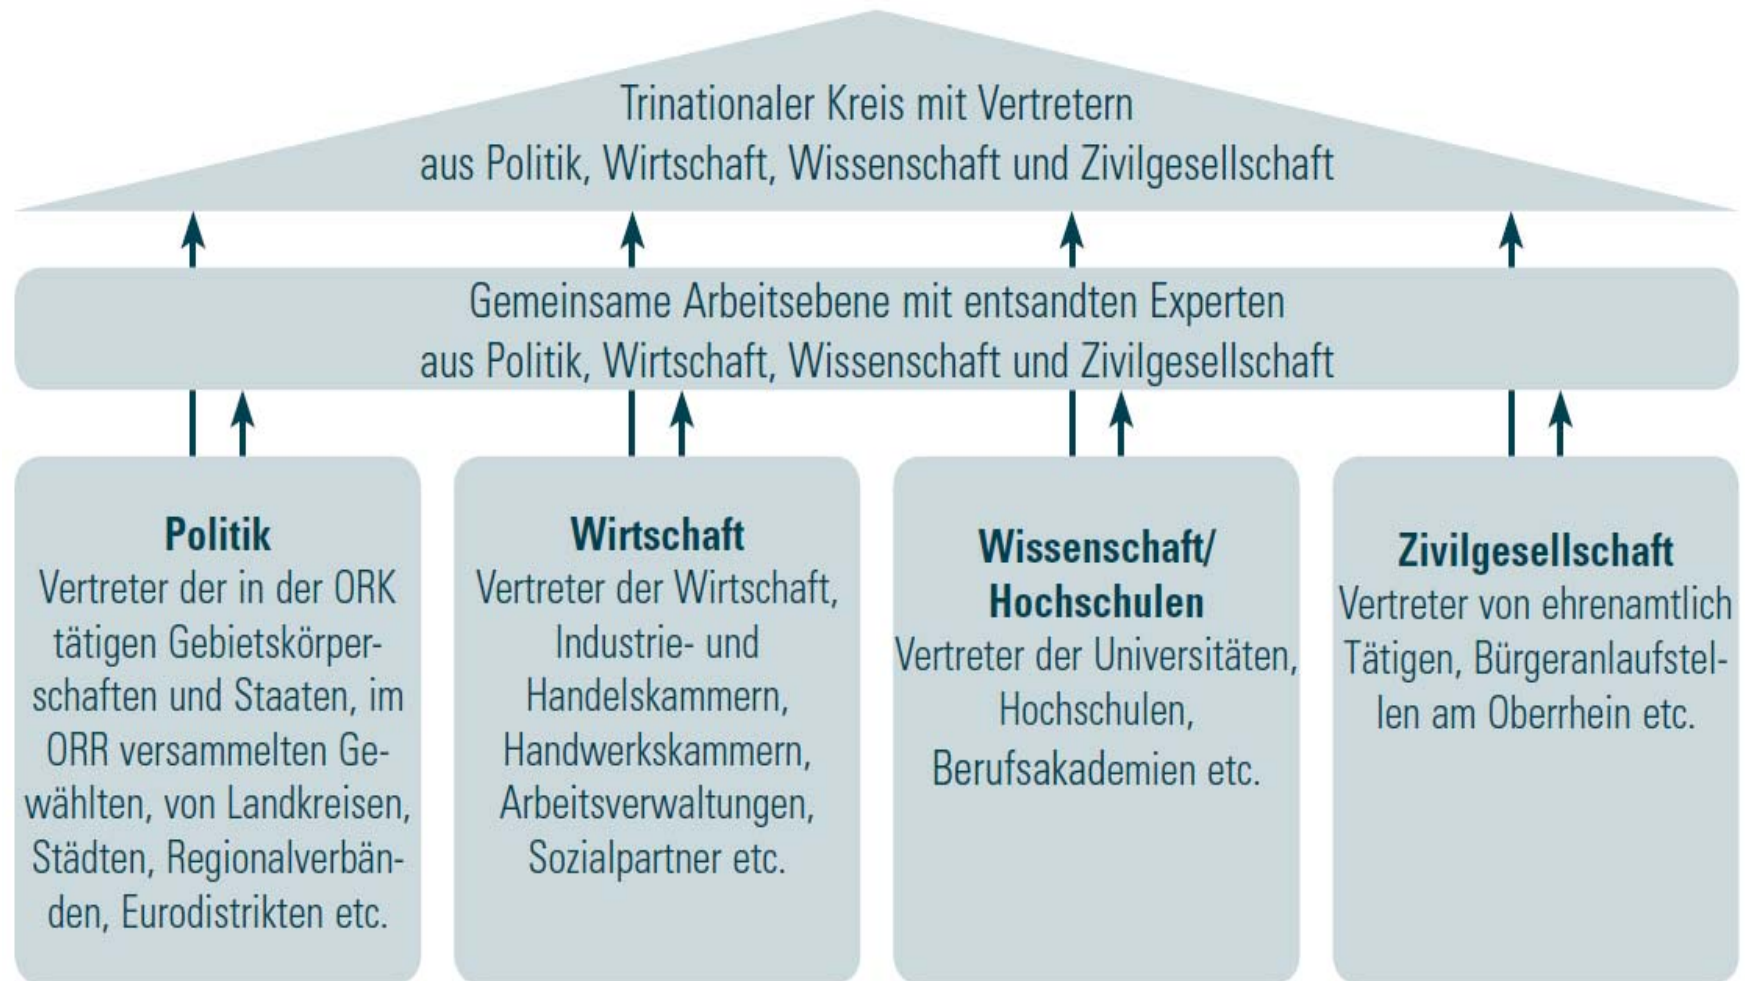 Trinationaler Kreis mit Vertretern
aus Politik, Wirtschaft, Wissenschaft und Zivilgesellschaft
Gemeinsame Arbeitsebene mit entsandten Experten
aus Politik, Wirtschaft, Wissenschaft und Zivilgesellschaft
Politik
Vertreter der in der ORK
tätigen Gebietskörper-
schaften und Staaten, im
ORR versammelten Ge-
wählten, von Landkreisen,
Städten, Regionalverbän-
den, Eurodistrikten etc.
Wirtschaft
Vertreter der Wirtschaft,
Industrie- und
Handelskammern,
Handwerkskammern,
Arbeitsverwaltungen,
Sozialpartner etc.
Wissenschaft/
Hochschulen
Vertreter der Universitäten,
Hochschulen,
Berufsakademien etc.
Zivilgesellschaft
Vertreter von ehrenamtlich
Tätigen, Bürgeranlaufstel-
len am Oberrhein etc.